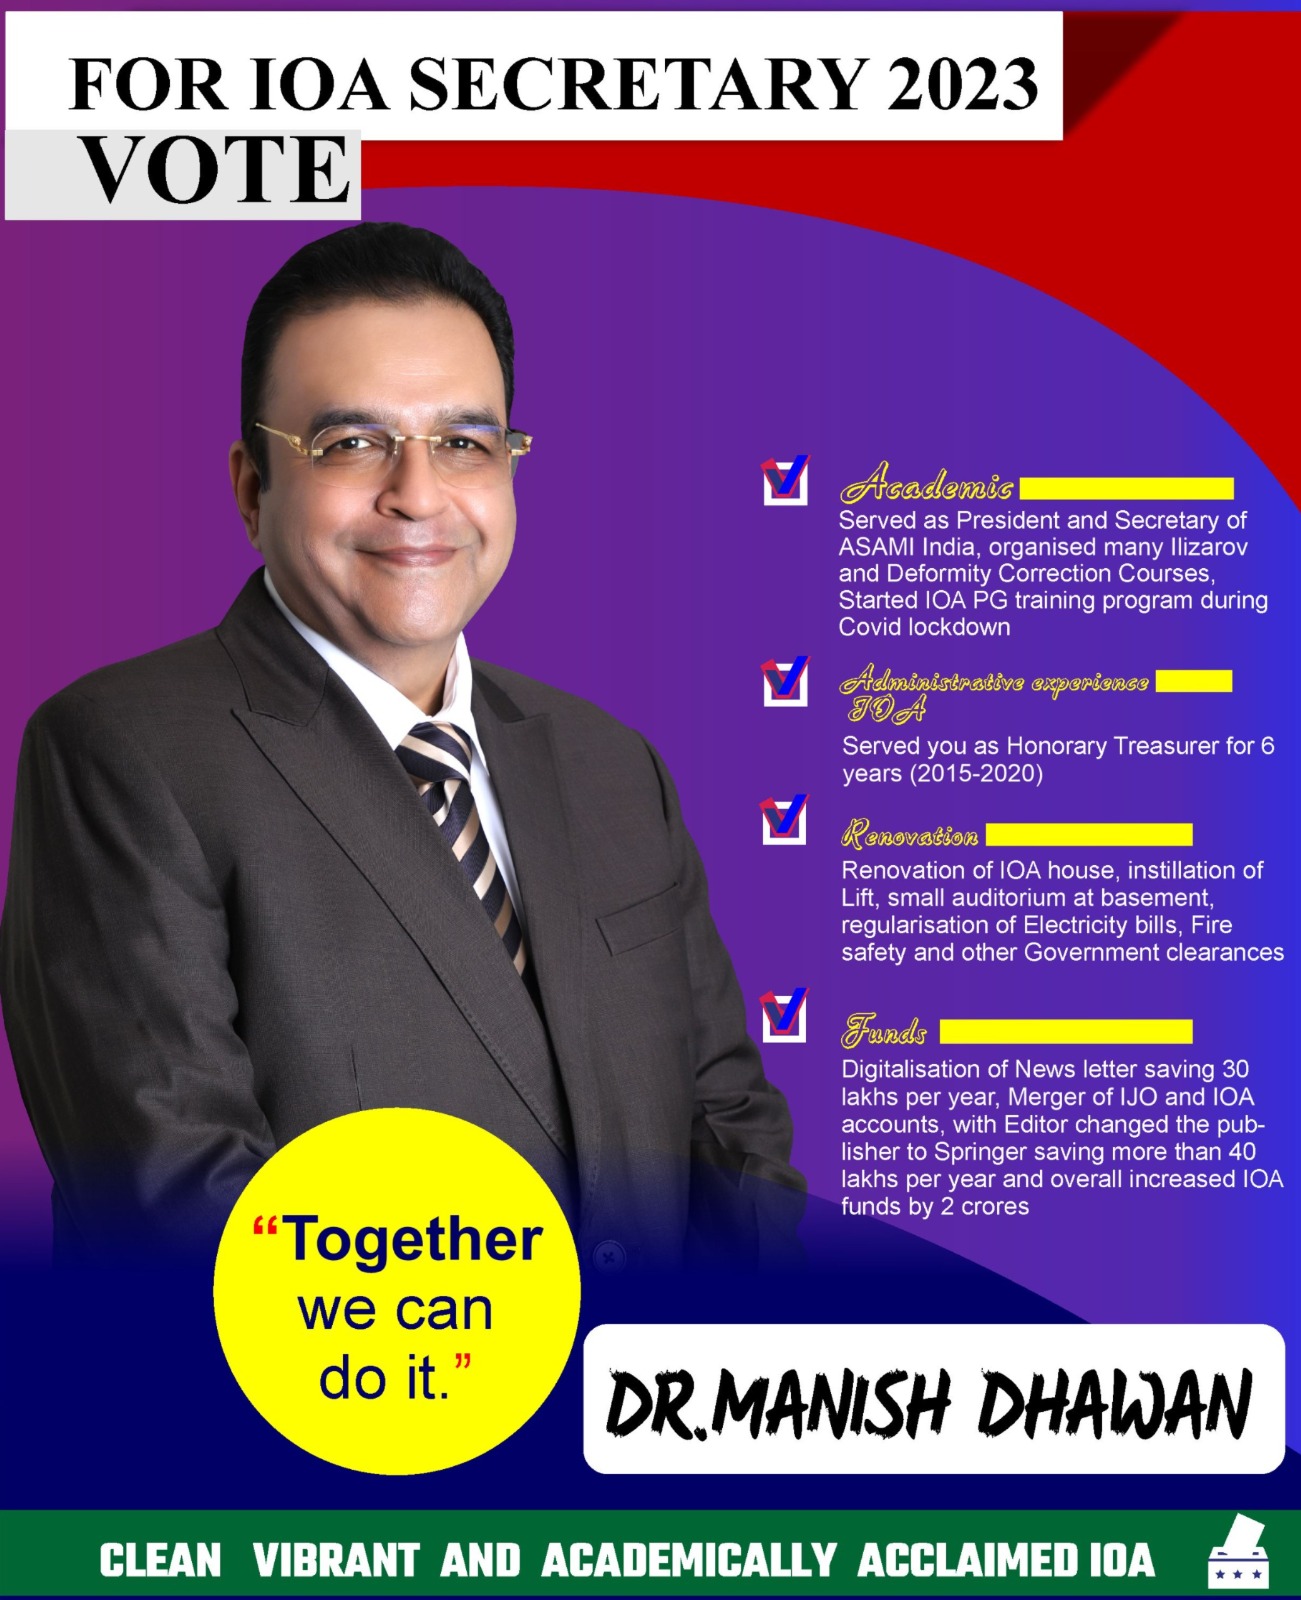 FOR IOA SECRETARY 2023
VOTE
Academic
Served as President and Secretary of
ASAMI India, organised many Ilizarov
and Deformity Correction Courses,
Started IOA PG training program during
Covid lockdown
Administrative experience
IOA
Served you as Honorary Treasurer for 6
years (2015-2020)
Renovation
Renovation of IOA house, instillation of
Lift, small auditorium at basement,
regularisation of Electricity bills, Fire
safety and other Government clearances
Funds
Digitalisation of News letter saving 30
lakhs per year, Merger of IJO and IOA
accounts, with Editor changed the pub-
lisher to Springer saving more than 40
lakhs per year and overall increased IOA
funds by 2 crores
“Together
we can
do it.”
DR.MANISH DHAWAN
CLEAN VIBRANT AND ACADEMICALLY ACCLAIMED IOA